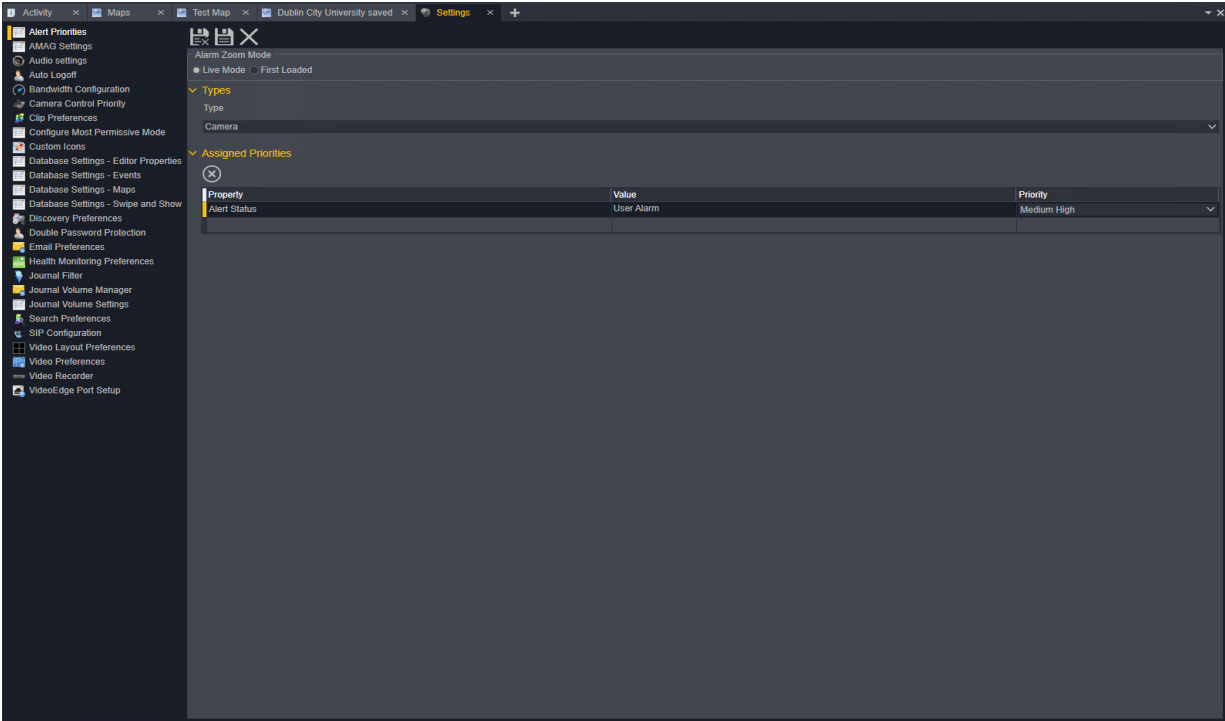 Activity
Maps
Test Map
Dublin City University saved
Settings
Alert Priorities
AMAG Settings
Audio settings
Auto Logoff
Bandwidth Configuration
Camera Control Priority
Clip Preferences
Configure Most Permissive Mode
Custom Icons
Database Settings - Editor Properties
Database Settings - Events
Database Settings - Maps
Database Settings - Swipe and Show
Discovery Preferences
Double Password Protection
Email Preferences
Health Monitoring Preferences
Journal Filter
Journal Volume Manager
Journal Volume Settings
Search Preferences
SIP Configuration
Video Layout Preferences
Video Preferences
Video Recorder
VideoEdge Port Setup
Alarm Zoom Mode
Live Mode First Loaded
Types
Type
Camera
Assigned Priorities
Property Value Priority
Alert Status User Alarm Medium High